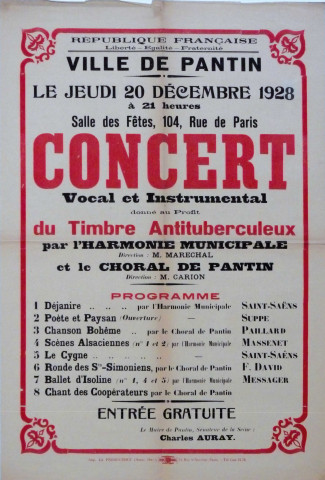 RÉPUBLIQUE FRANÇAISE
Liberté - Égalité - Fraternité
VILLE DE PANTIN
LE JEUDI 20 DÉCEMBRE 1928
à 21 heures
Salle des Fêtes, 104, Rue de Paris
CONCERT
Vocal et Instrumental
donné au Profit
du Timbre Antituberculeux
par l'HARMONIE MUNICIPALE
Direction : M. MARECHAL
et le CHORAL DE PANTIN
Direction : M. CARION
PROGRAMME
1 Déjanire .. .. .. par l'Harmonie Municipale SAINT-SAËNS
2 Poète et Paysan (Ouverture) — SUPPE
3 Chanson Bohême .. par le Choral de Pantin PAILLARD
4 Scènes Alsaciennes (nos 1 et 2) par l'Harmonie Municipale MASSENET
5 Le Cygne .. .. .. .. — SAINT-SAËNS
6 Ronde des Sts-Simoniens, par le Choral de Pantin F. DAVID
7 Ballet d'Isoline (nos 1, 4 et 5) par l'Harmonie Municipale MESSAGER
8 Chant des Coopérateurs par le Choral de Pantin
ENTRÉE GRATUITE
Le Maire de Pantin, Sénateur de la Seine :
Charles AURAY.